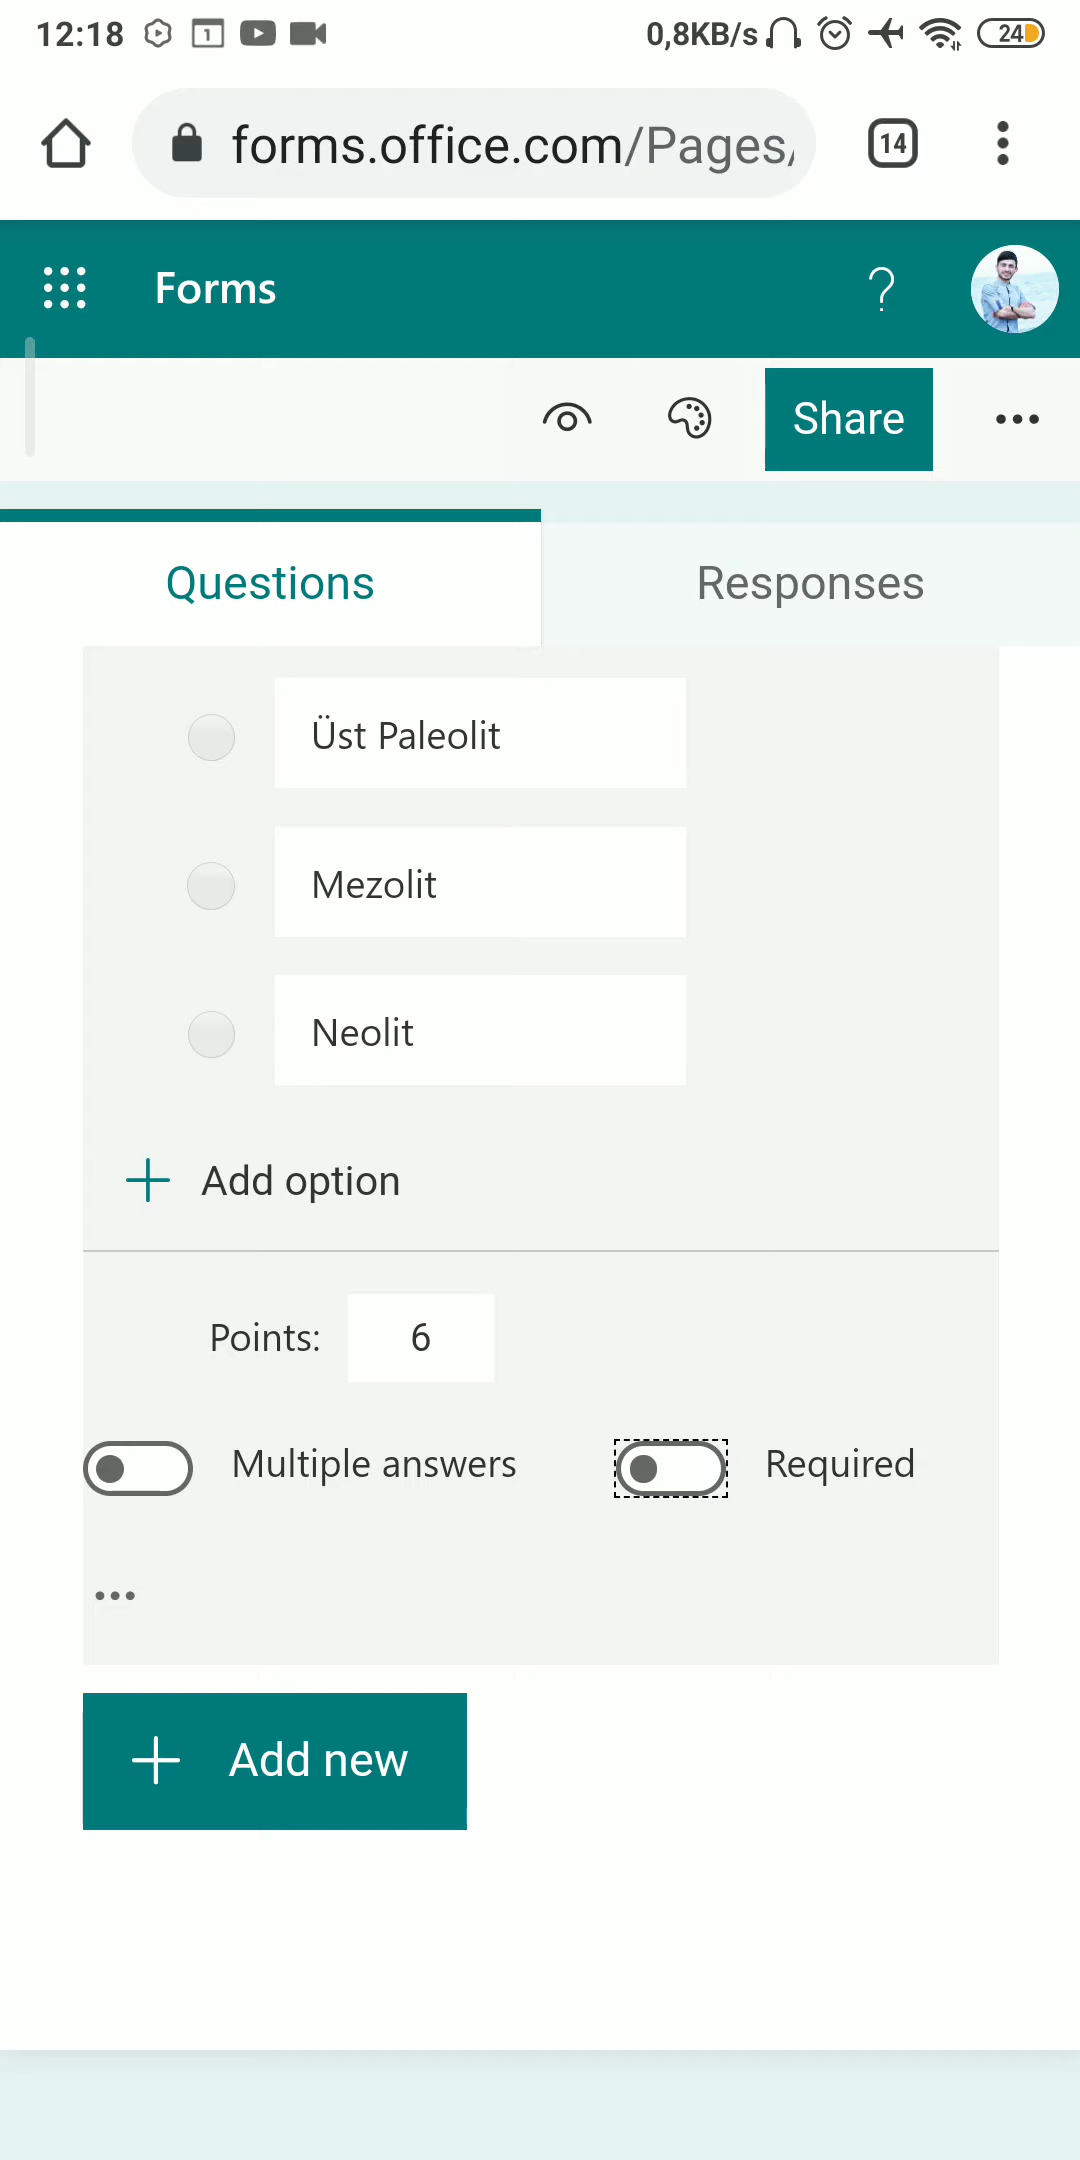 12:18 1 0,8KB/s 24
forms.office.com/Pages/ 14
Forms ?
Share
Questions Responses
Üst Paleolit
Mezolit
Neolit
Add option
Points: 6
Multiple answers Required
Add new